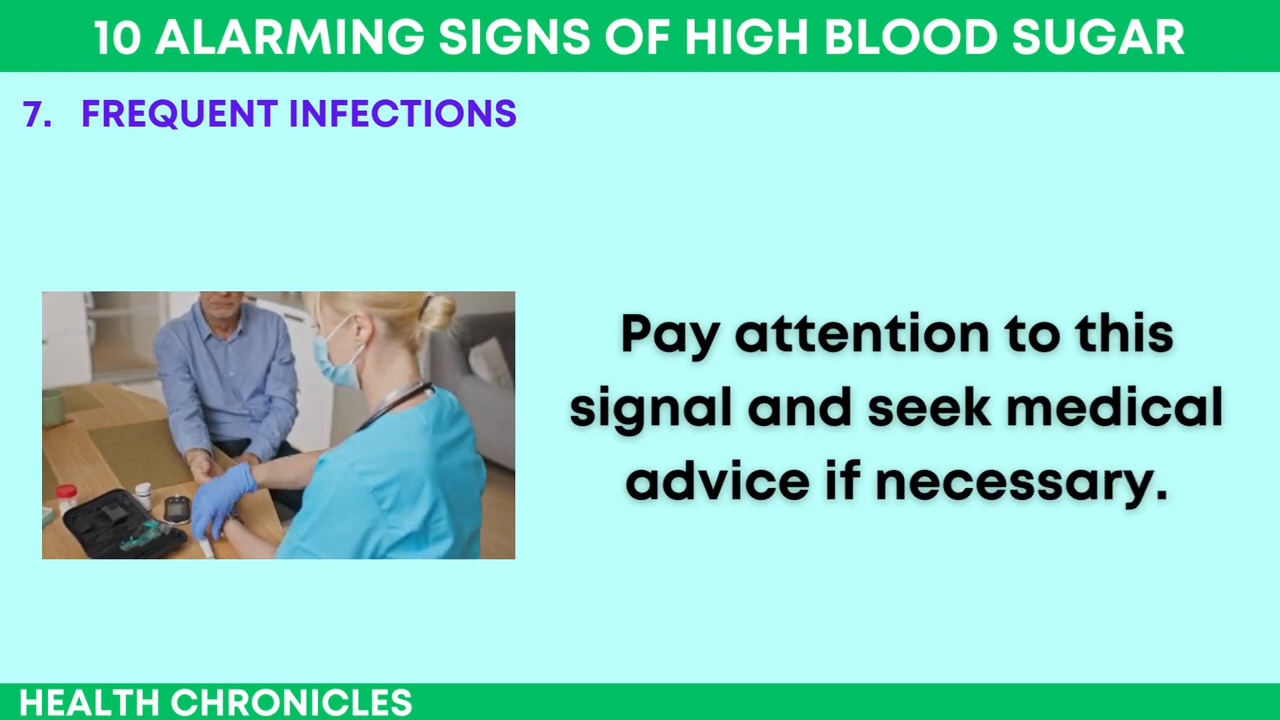 10 ALARMING SIGNS OF HIGH BLOOD SUGAR
7. FREQUENT INFECTIONS
Pay attention to this
signal and seek medical
advice if necessary.
HEALTH CHRONICLES